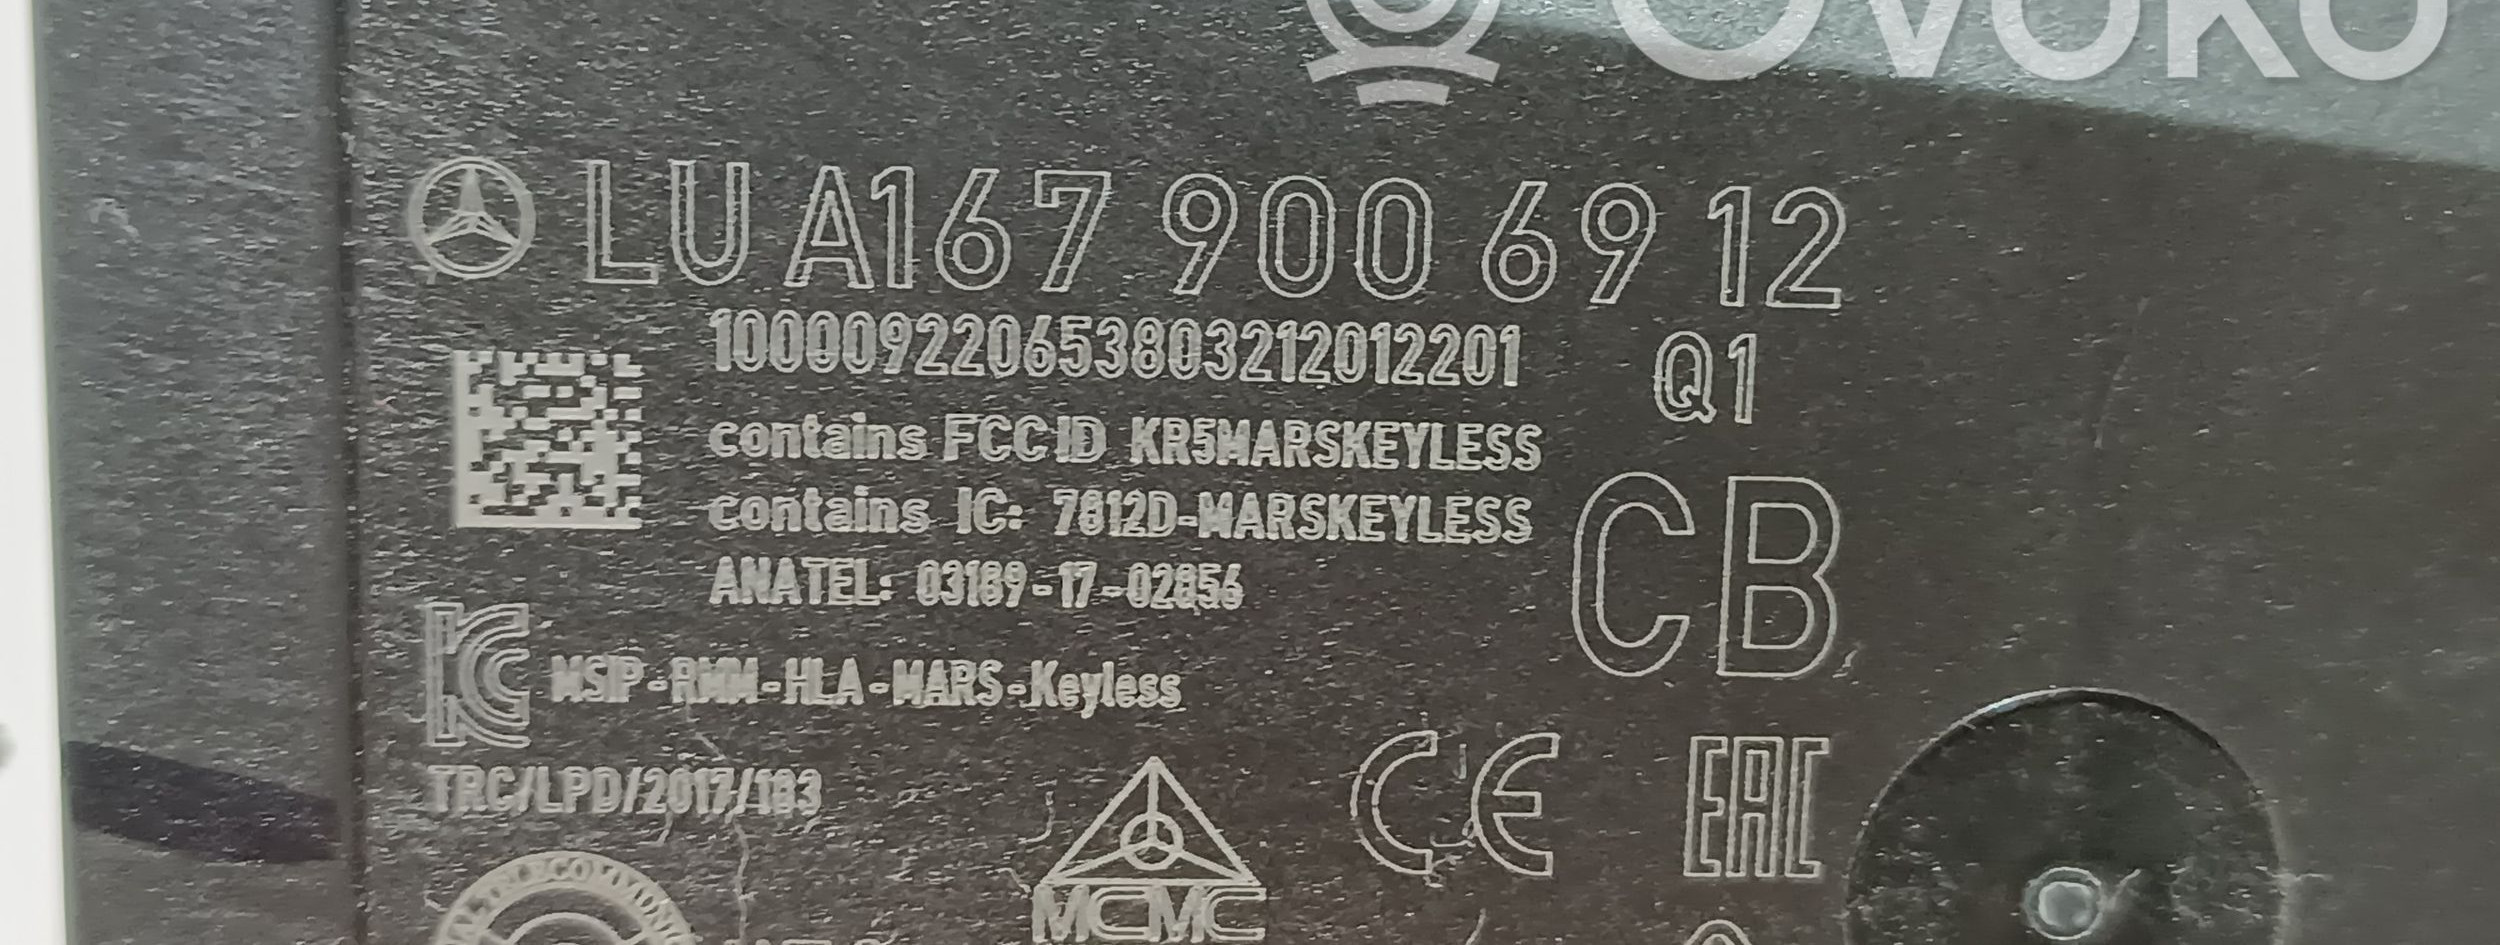 OVOKO
LU A167 900 69 12
100009220653803212012201
Q1
contains FCC ID KR5MARSKEYLESS
contains IC: 7812D-MARSKEYLESS
CB
ANATEL: 03189-17-02856
KC MSIP-RMM-HLA-MARS-Keyless
TRC/LPD/2017/183
CE
EAC
MCMC